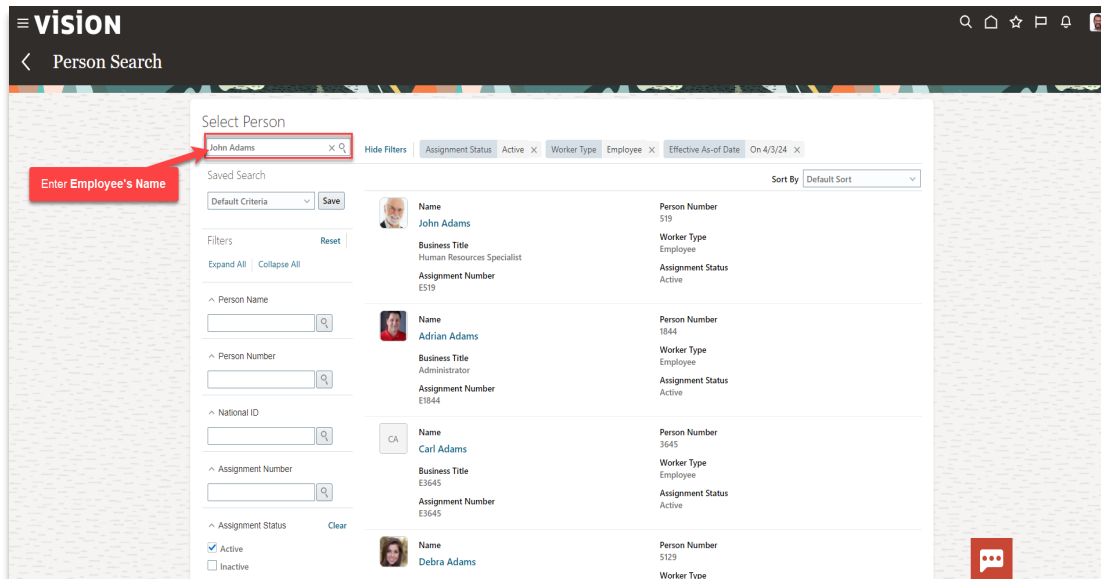 vision
Person Search
Select Person
John Adams
Hide Filters
Assignment Status Active
Worker Type Employee
Effective As-of Date On 4/3/24
Enter Employee's Name
Saved Search
Default Criteria
Save
Filters
Reset
Expand All
Collapse All
Person Name
Person Number
National ID
Assignment Number
Assignment Status
Clear
Active
Inactive
Sort By Default Sort
Name
John Adams
Business Title
Human Resources Specialist
Assignment Number
E519
Person Number
519
Worker Type
Employee
Assignment Status
Active
Name
Adrian Adams
Business Title
Administrator
Assignment Number
E1844
Person Number
1844
Worker Type
Employee
Assignment Status
Active
CA
Name
Carl Adams
Business Title
E3645
Assignment Number
E3645
Person Number
3645
Worker Type
Employee
Assignment Status
Active
Name
Debra Adams
Person Number
5129
Worker Type